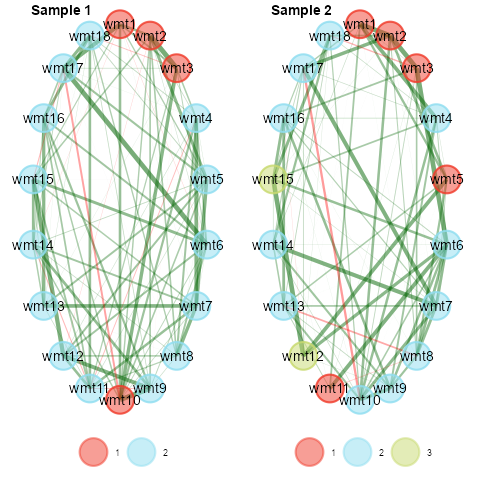 Sample 1
wmt1
wmt2
wmt3
wmt4
wmt5
wmt6
wmt7
wmt8
wmt9
wmt10
wmt11
wmt12
wmt13
wmt14
wmt15
wmt16
wmt17
wmt18
1 2
Sample 2
wmt1
wmt2
wmt3
wmt4
wmt5
wmt6
wmt7
wmt8
wmt9
wmt10
wmt11
wmt12
wmt13
wmt14
wmt15
wmt16
wmt17
wmt18
1 2 3